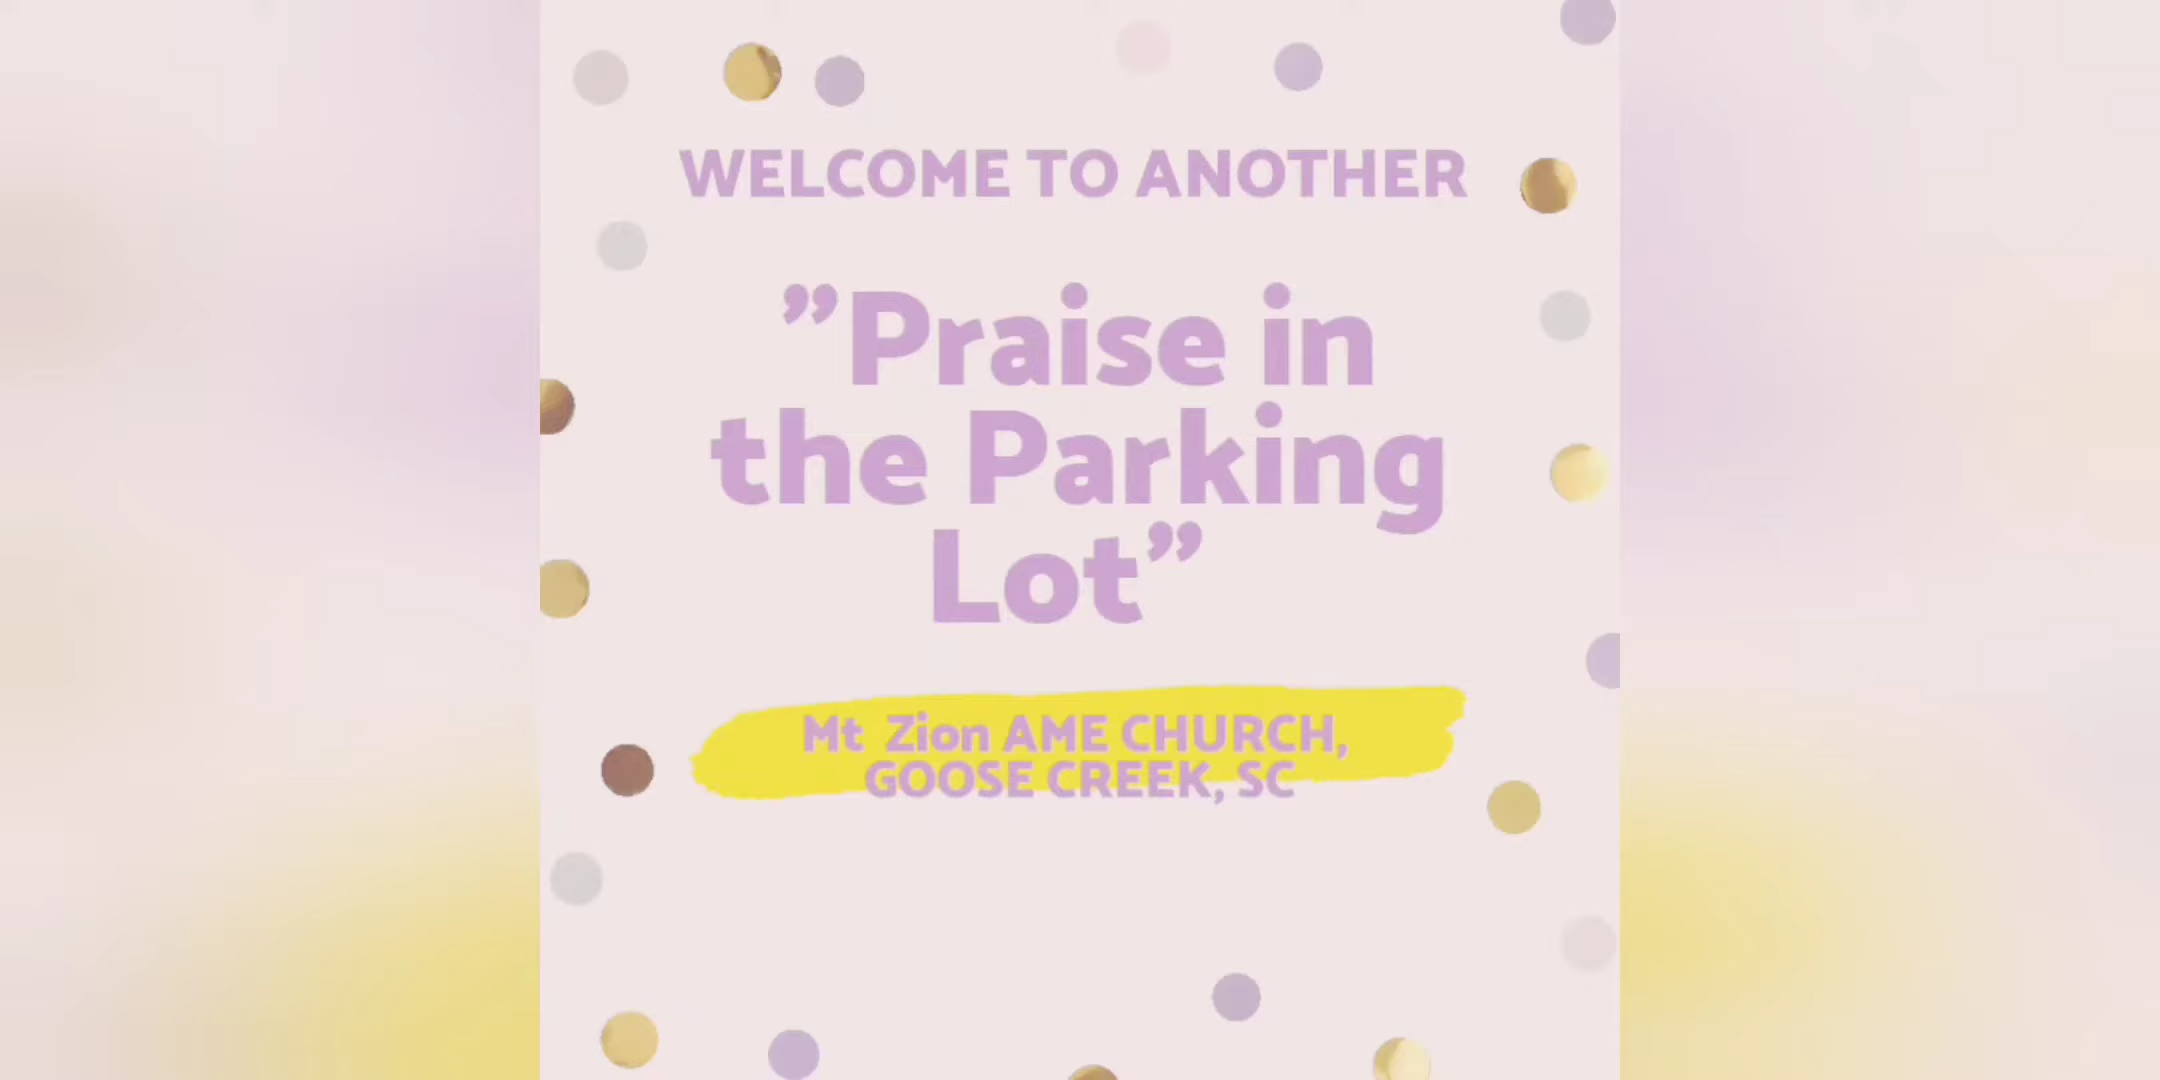 WELCOME TO ANOTHER
”Praise in
the Parking
Lot”
Mt Zion AME CHURCH,
GOOSE CREEK, SC